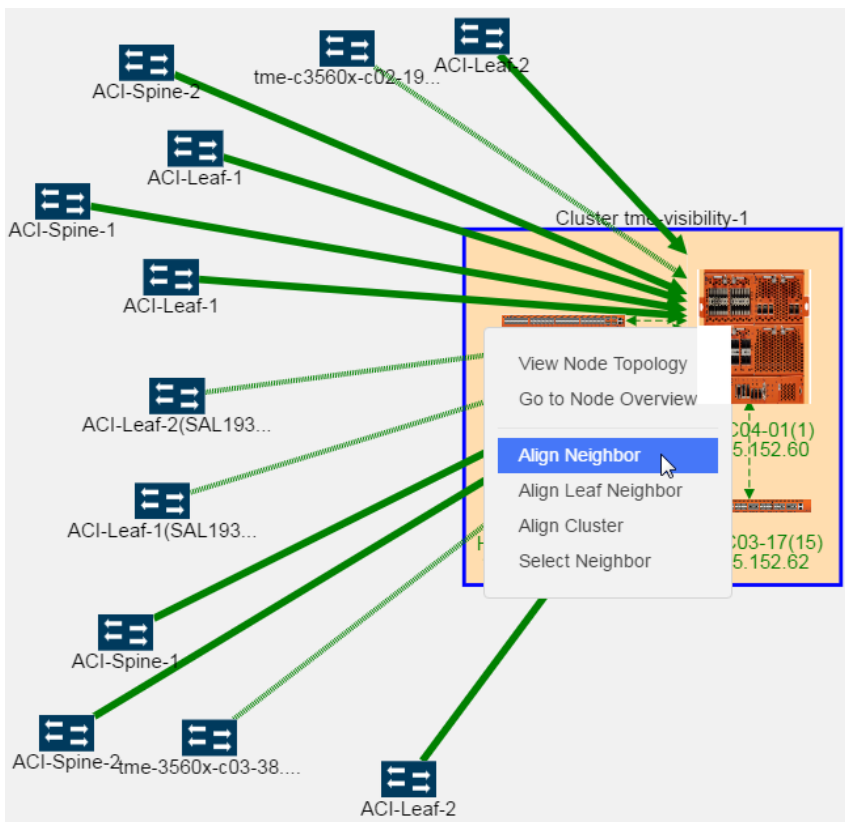 ACI-Spine-2
tme-c3560x-c02-19...
ACI-Leaf-2
ACI-Leaf-1
ACI-Spine-1
Cluster tme-visibility-1
ACI-Leaf-1
View Node Topology
Go to Node Overview
ACI-Leaf-2(SAL193...
C04-01(1)
5.152.60
Align Neighbor
Align Leaf Neighbor
ACI-Leaf-1(SAL193...
Align Cluster
H
C03-17(15)
5.152.62
Select Neighbor
ACI-Spine-1
ACI-Spine-2
tme-3560x-c03-38....
ACI-Leaf-2